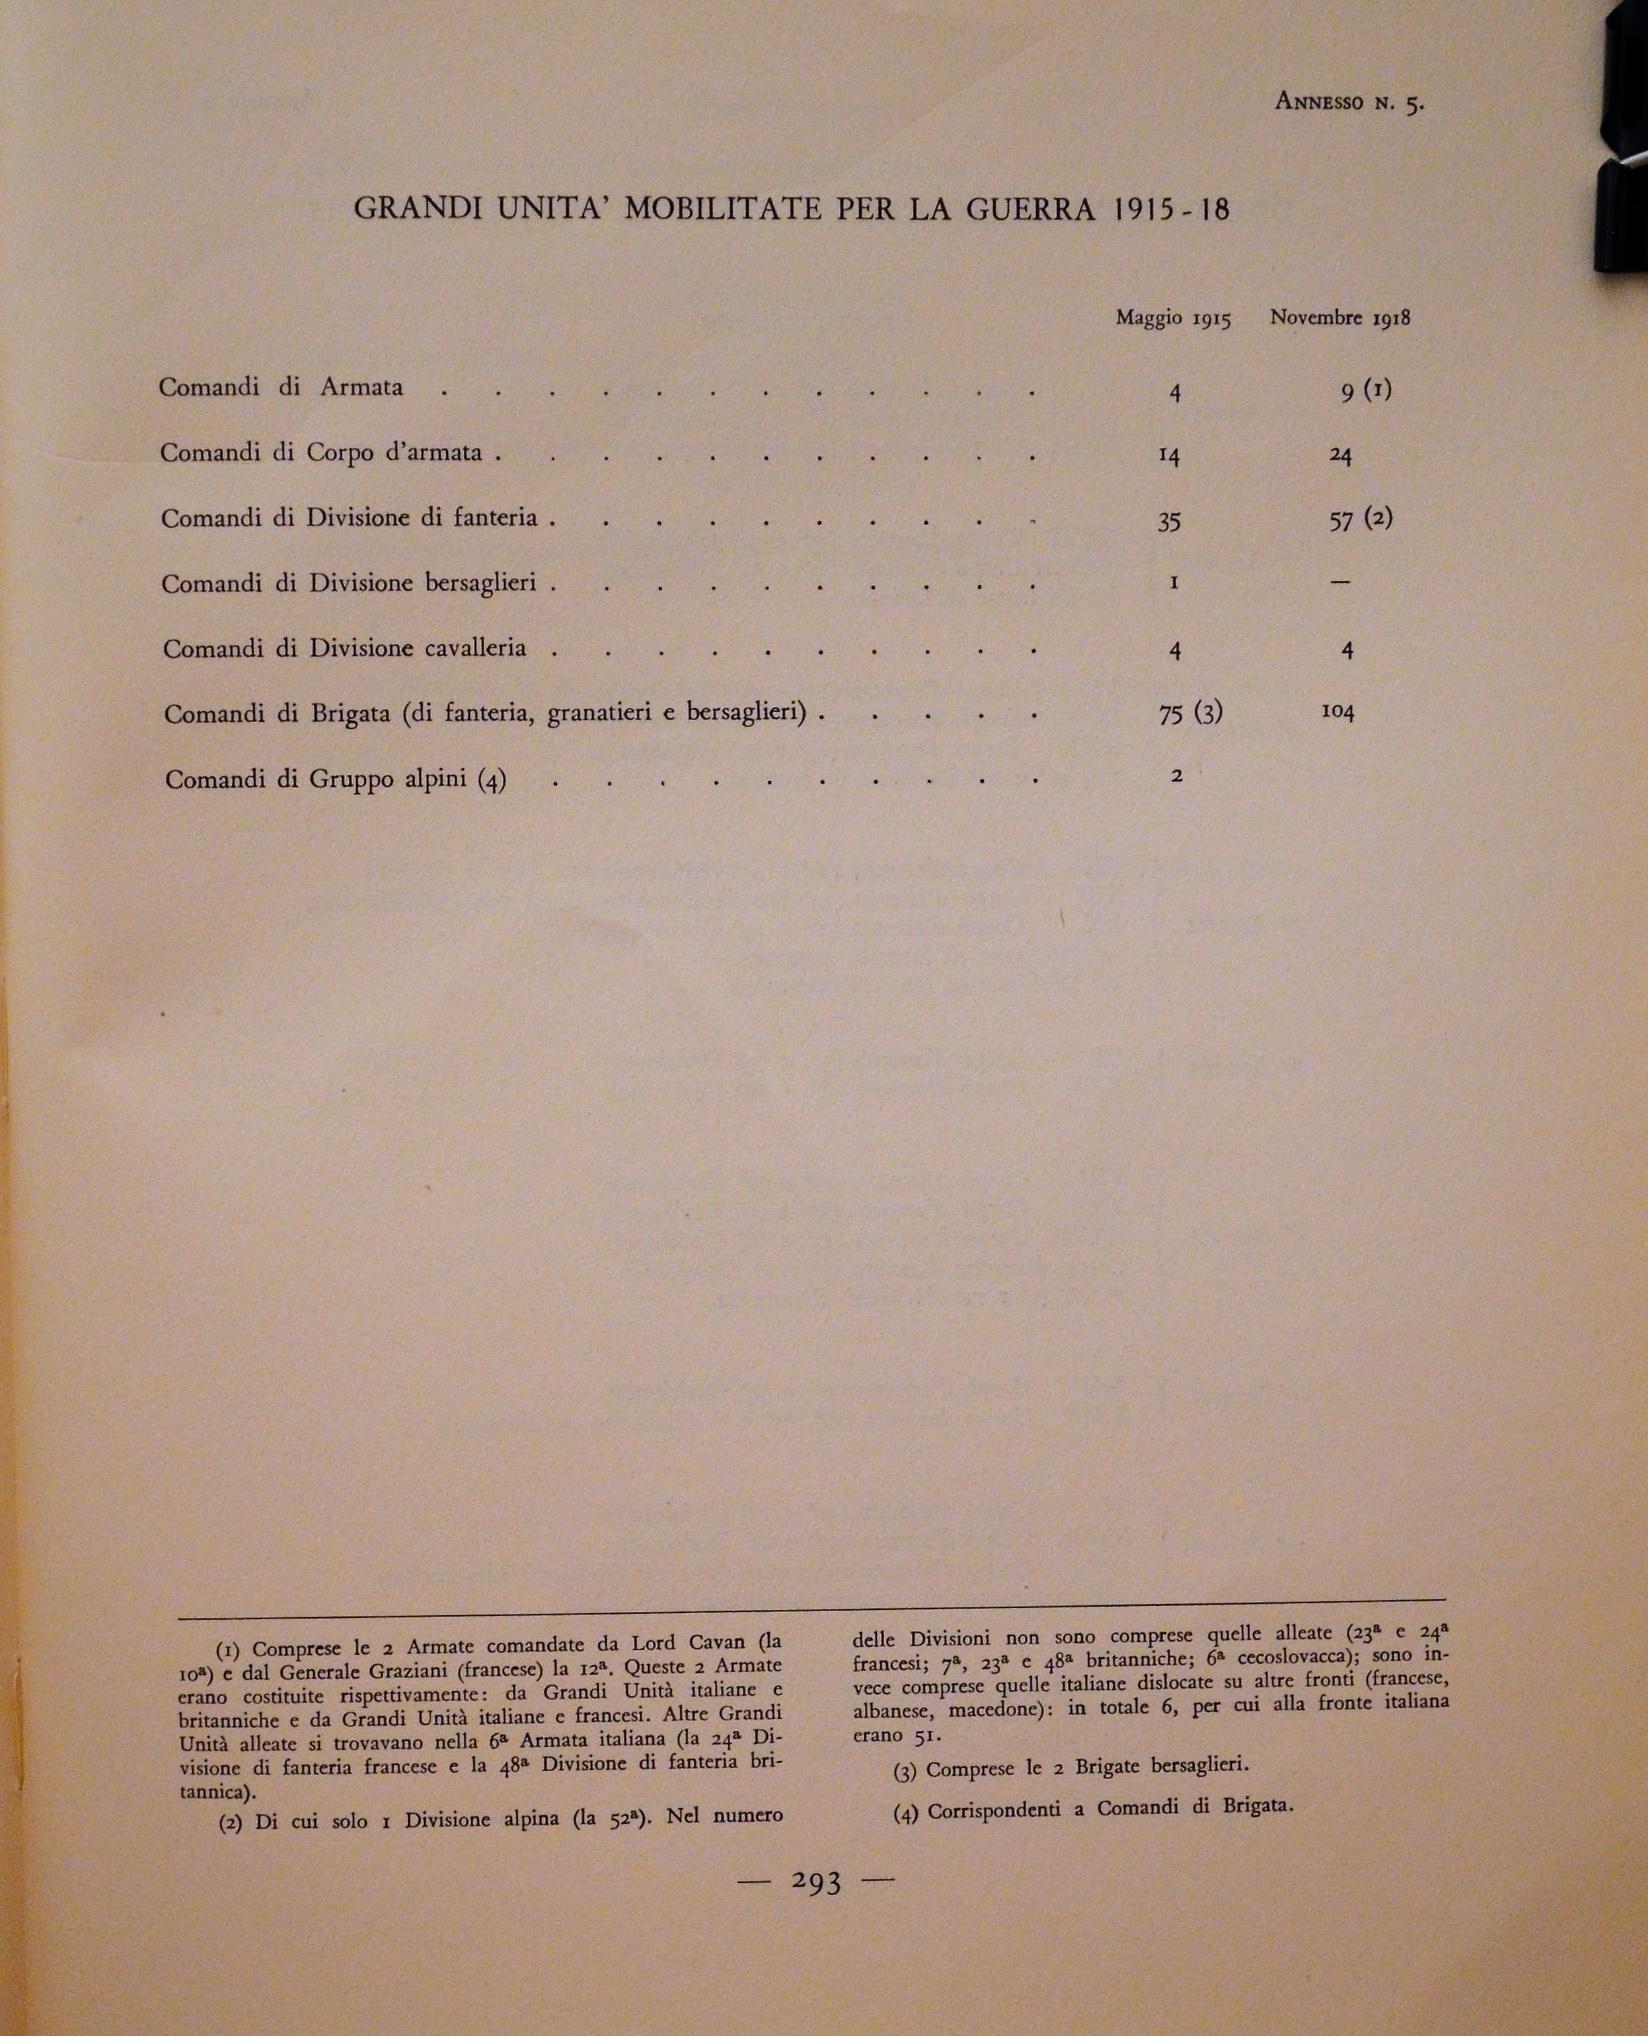 ANNESSO N. 5.
GRANDI UNITA' MOBILITATE PER LA GUERRA 1915-18
Maggio 1915 Novembre 1918
Comandi di Armata . . . . . . . . . . . . 4 9 (1)
Comandi di Corpo d'armata . . . . . . . . . . . 14 24
Comandi di Divisione di fanteria . . . . . . . . . . 35 57 (2)
Comandi di Divisione bersaglieri . . . . . . . . . . 1 —
Comandi di Divisione cavalleria . . . . . . . . . . 4 4
Comandi di Brigata (di fanteria, granatieri e bersaglieri) . . . . . 75 (3) 104
Comandi di Gruppo alpini (4) . . . . . . . . . . 2
(1) Comprese le 2 Armate comandate da Lord Cavan (la
10ª) e dal Generale Graziani (francese) la 12ª. Queste 2 Armate
erano costituite rispettivamente: da Grandi Unità italiane e
britanniche e da Grandi Unità italiane e francesi. Altre Grandi
Unità alleate si trovavano nella 6ª Armata italiana (la 24ª Di-
visione di fanteria francese e la 48ª Divisione di fanteria bri-
tannica).
(2) Di cui solo 1 Divisione alpina (la 52ª). Nel numero
delle Divisioni non sono comprese quelle alleate (23ª e 24ª
francesi; 7ª, 23ª e 48ª britanniche; 6ª cecoslovacca); sono in-
vece comprese quelle italiane dislocate su altre fronti (francese,
albanese, macedone): in totale 6, per cui alla fronte italiana
erano 51.
(3) Comprese le 2 Brigate bersaglieri.
(4) Corrispondenti a Comandi di Brigata.
— 293 —